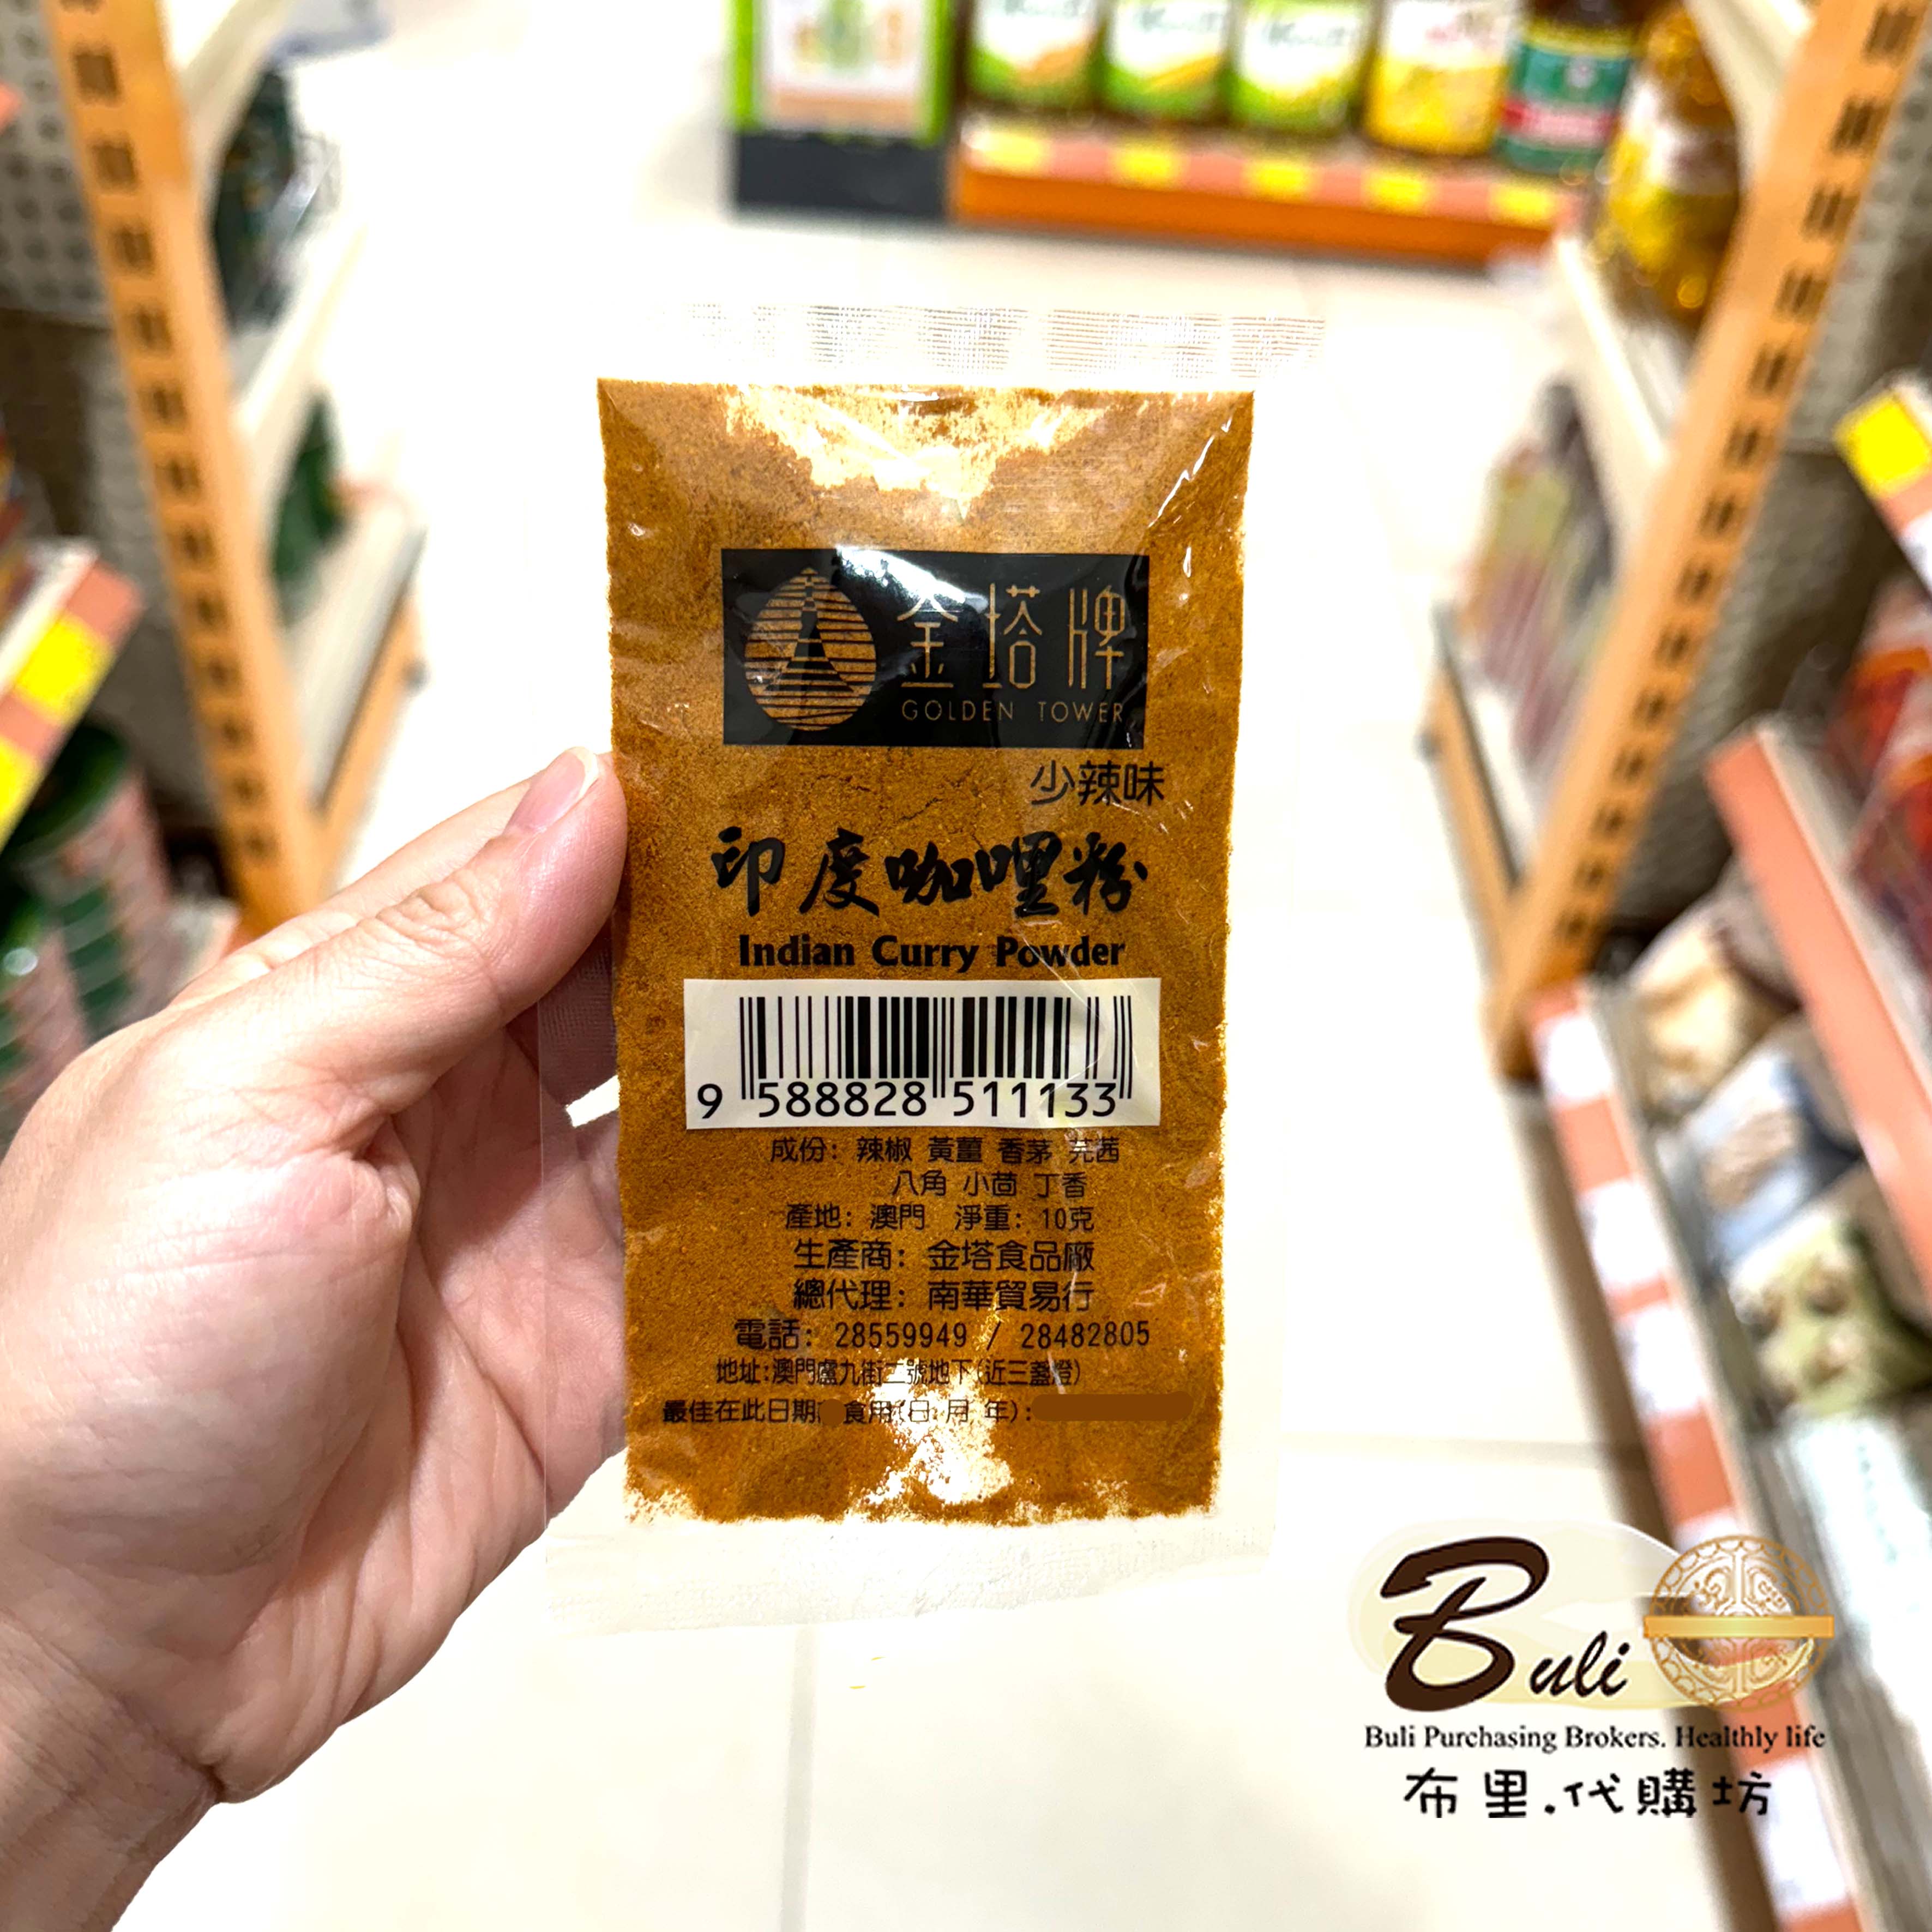 金塔牌
GOLDEN TOWER
少辣味
印度咖哩粉
Indian Curry Powder
9 588828 511133
成份: 辣椒 黃薑 香茅 芫茜
八角 小茴 丁香
產地: 澳門 淨重: 10克
生產商: 金塔食品廠
總代理: 南華貿易行
電話: 28559949 / 28482805
地址:澳門盧九街二號地下(近三盞燈)
最佳在此日期 食用(日 月 年):
Buli
Buli Purchasing Brokers. Healthly life
布里.代購坊